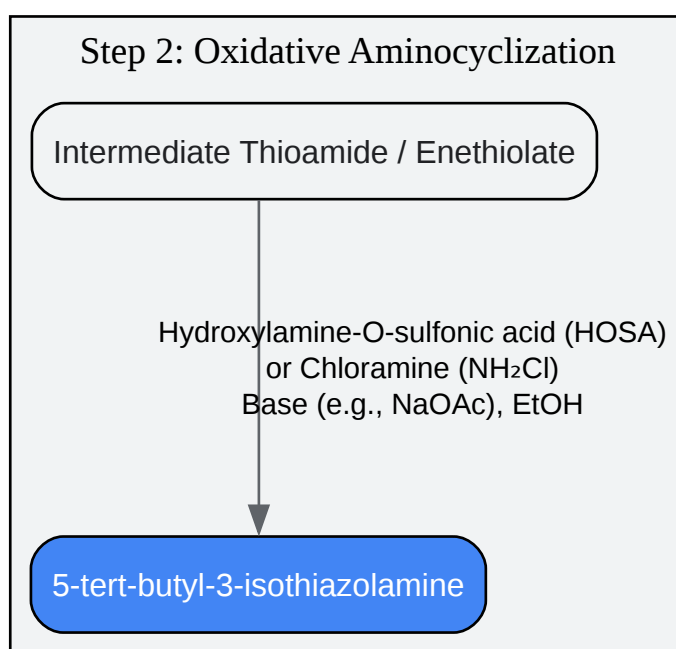 Step 2: Oxidative Aminocyclization
Intermediate Thioamide / Enethiolate
Hydroxylamine-O-sulfonic acid (HOSA)
or Chloramine (NH₂Cl)
Base (e.g., NaOAc), EtOH
5-tert-butyl-3-isothiazolamine